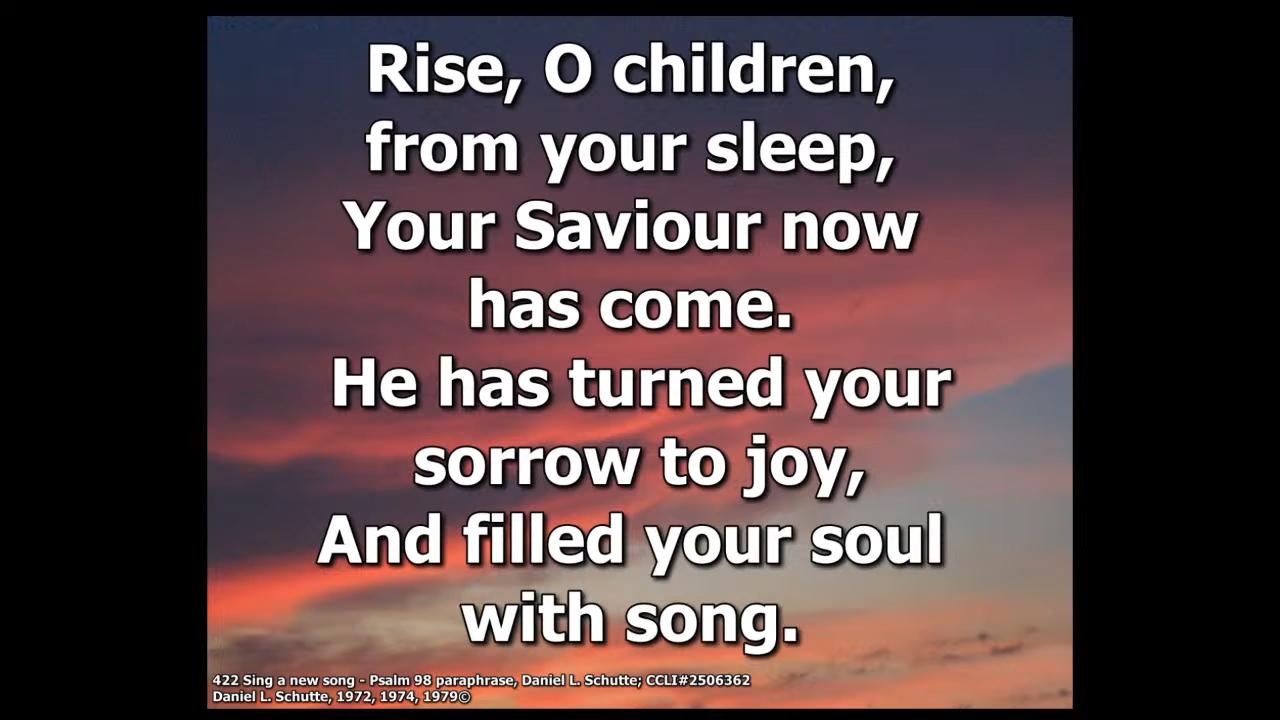 Rise, O children,
from your sleep,
Your Saviour now
has come.
He has turned your
sorrow to joy,
And filled your soul
with song.
422 Sing a new song - Psalm 98 paraphrase, Daniel L. Schutte; CCLI#2506362
Daniel L. Schutte, 1972, 1974, 1979©